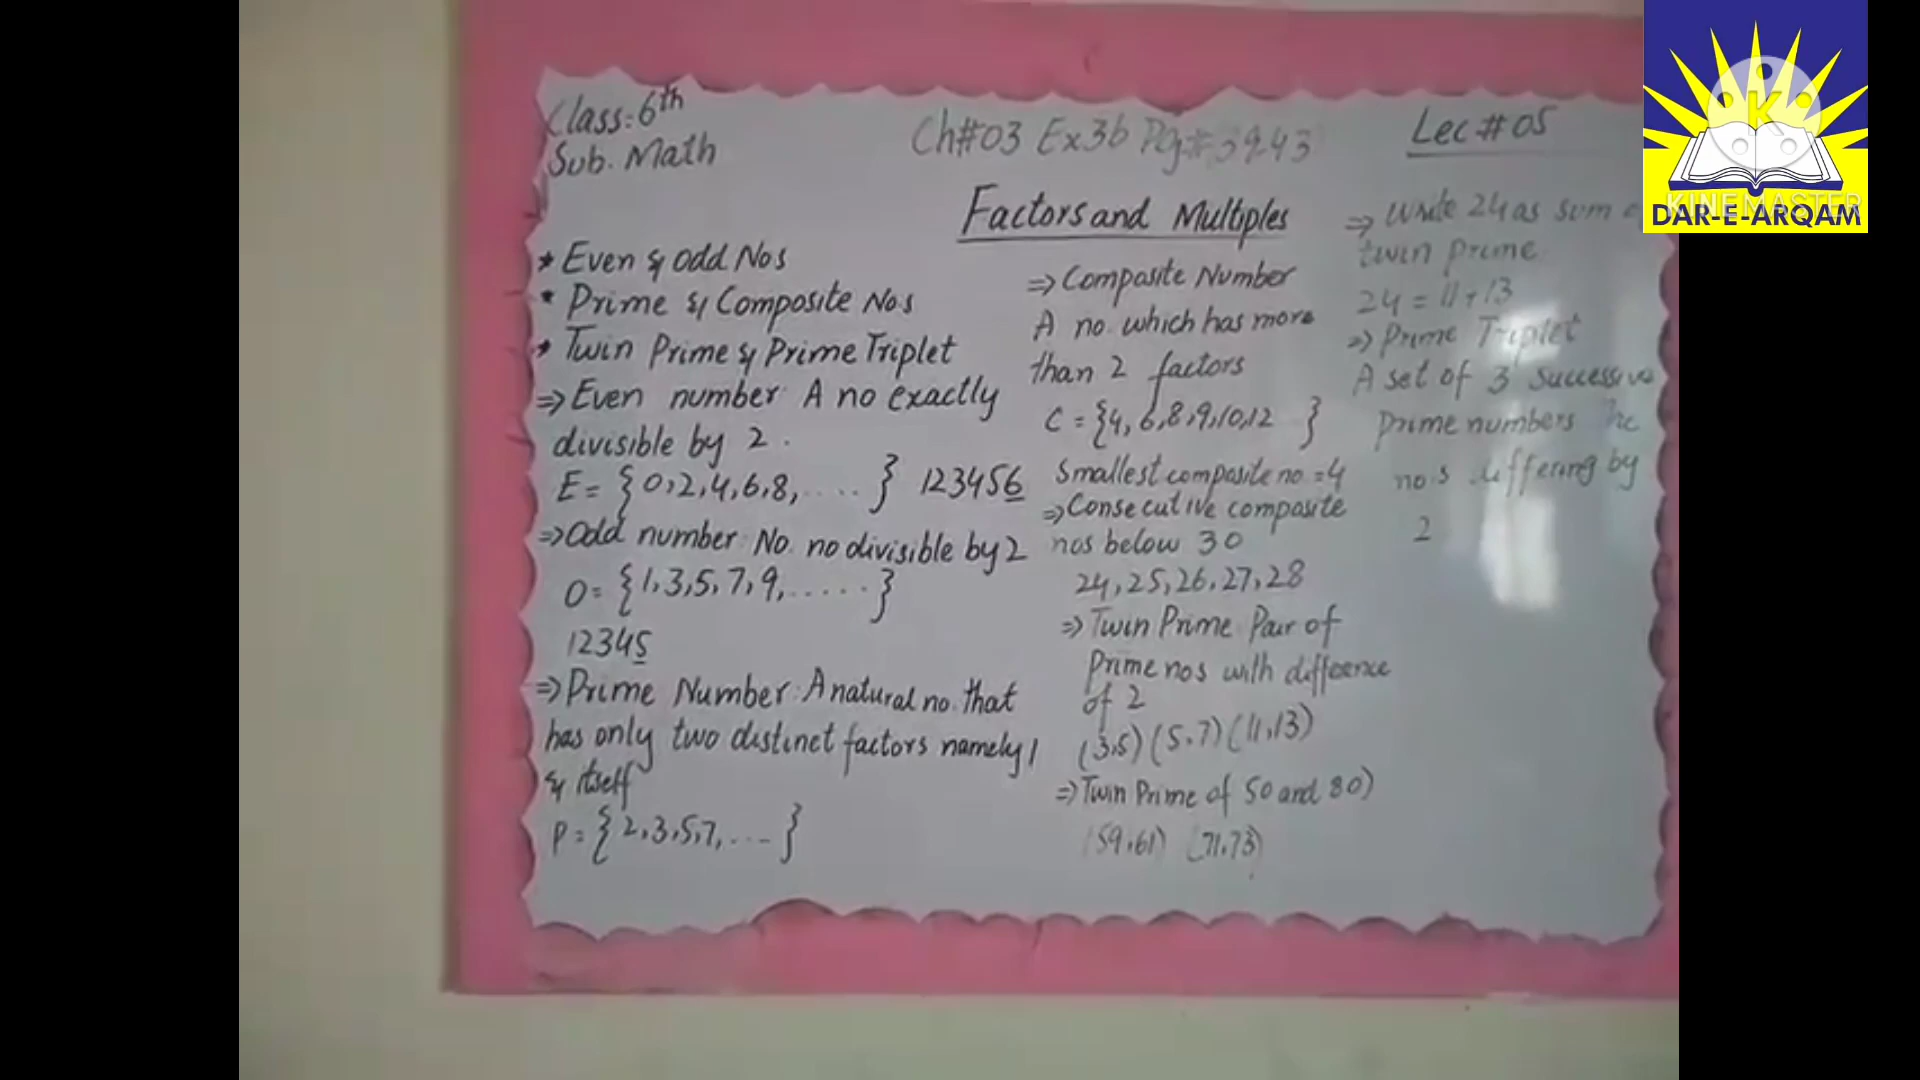 Class: 6th
Sub. Math
Ch#03 Ex3b Pg#39-43
Lec # 05
Factors and Multiples
* Even & odd Nos
* Prime & Composite Nos
* Twin Prime & Prime Triplet
⇒ Even number: A no exactly
divisible by 2.
E = {0,2,4,6,8,.....} 123456
⇒ Odd number: No. no divisible by 2
O = {1,3,5,7,9,......}
12345
⇒ Prime Number: A natural no. that
has only two distinct factors namely 1
& itself
P = {2,3,5,7,....}
⇒ Composite Number
A no. which has more
than 2 factors
C = {4,6,8,9,10,12 }
Smallest composite no. = 4
⇒ Consecutive composite
nos below 30
24,25,26,27,28
⇒ Twin Prime: Pair of
Prime nos with difference
of 2
(3,5) (5,7) (11,13)
⇒ Twin Prime of 50 and 80)
(59,61) (71,73)
⇒ Write 24 as sum
twin prime
24 = 11+13
⇒ Prime Triplet
A set of 3 successive
Prime numbers
no.s differing by
2
KINEMASTER
DAR-E-ARQAM